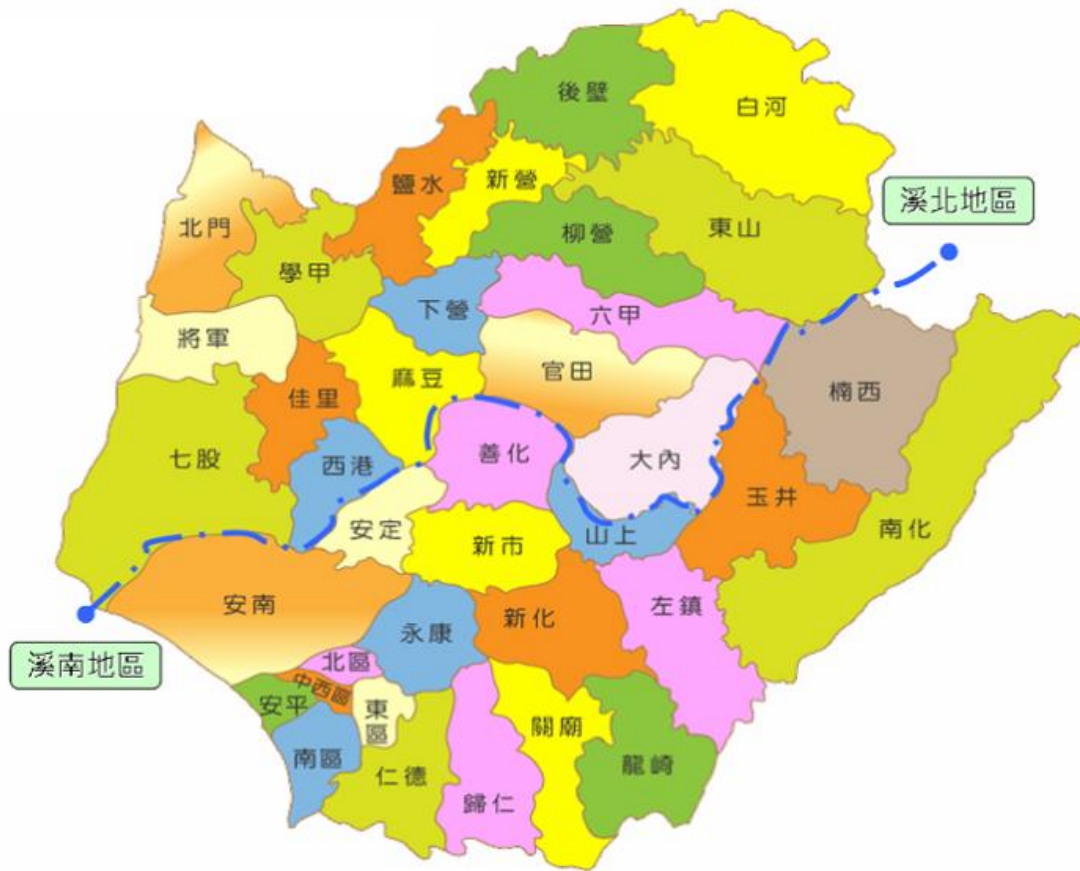 後壁
白河
鹽水
新營
溪北地區
北門
學甲
柳營
東山
下營
六甲
將軍
麻豆
官田
佳里
楠西
七股
西港
善化
大內
玉井
安定
新市
山上
南化
安南
永康
新化
左鎮
溪南地區
北區
中西區
安平
東
區
關廟
南區
仁德
歸仁
龍崎